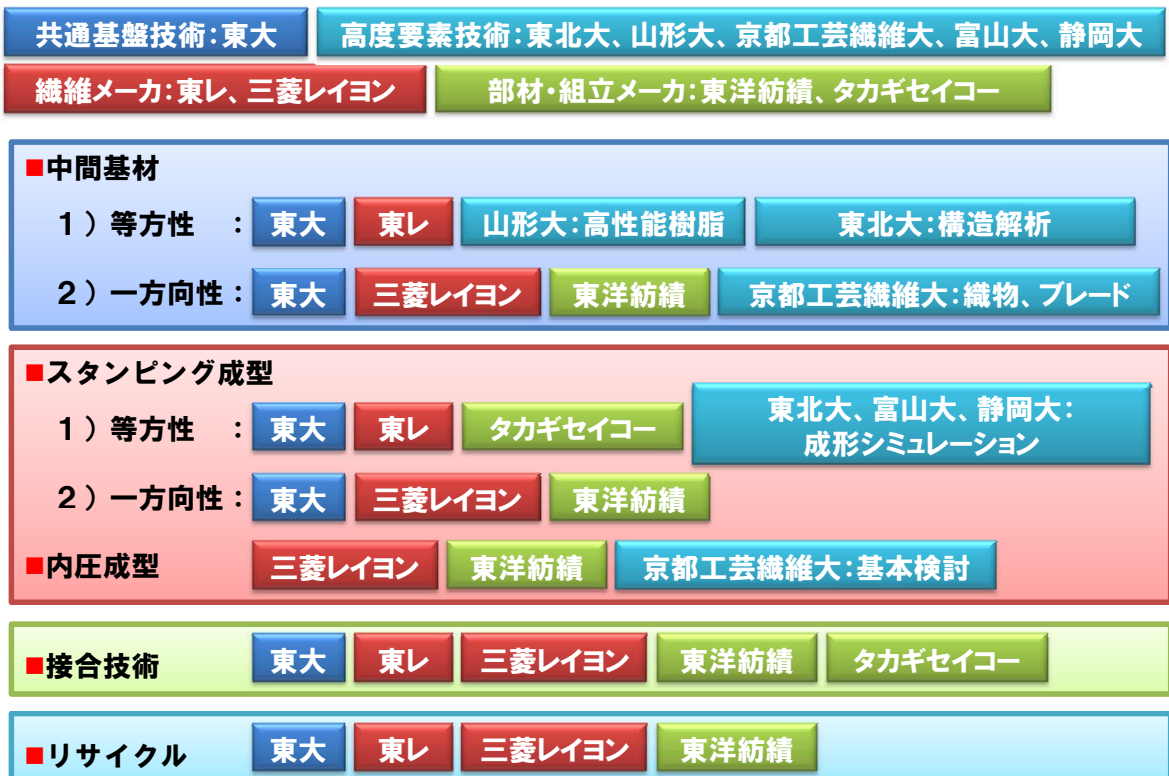 共通基盤技術：東大 高度要素技術：東北大、山形大、京都工芸繊維大、富山大、静岡大
繊維メーカ：東レ、三菱レイヨン 部材・組立メーカ：東洋紡績、タカギセイコー
■中間基材
１）等方性 ： 東大 東レ 山形大：高性能樹脂 東北大：構造解析
２）一方向性： 東大 三菱レイヨン 東洋紡績 京都工芸繊維大：織物、ブレード
■スタンピング成型
１）等方性 ： 東大 東レ タカギセイコー 東北大、富山大、静岡大：
成形シミュレーション
２）一方向性： 東大 三菱レイヨン 東洋紡績
■内圧成型 三菱レイヨン 東洋紡績 京都工芸繊維大：基本検討
■接合技術 東大 東レ 三菱レイヨン 東洋紡績 タカギセイコー
■リサイクル 東大 東レ 三菱レイヨン 東洋紡績